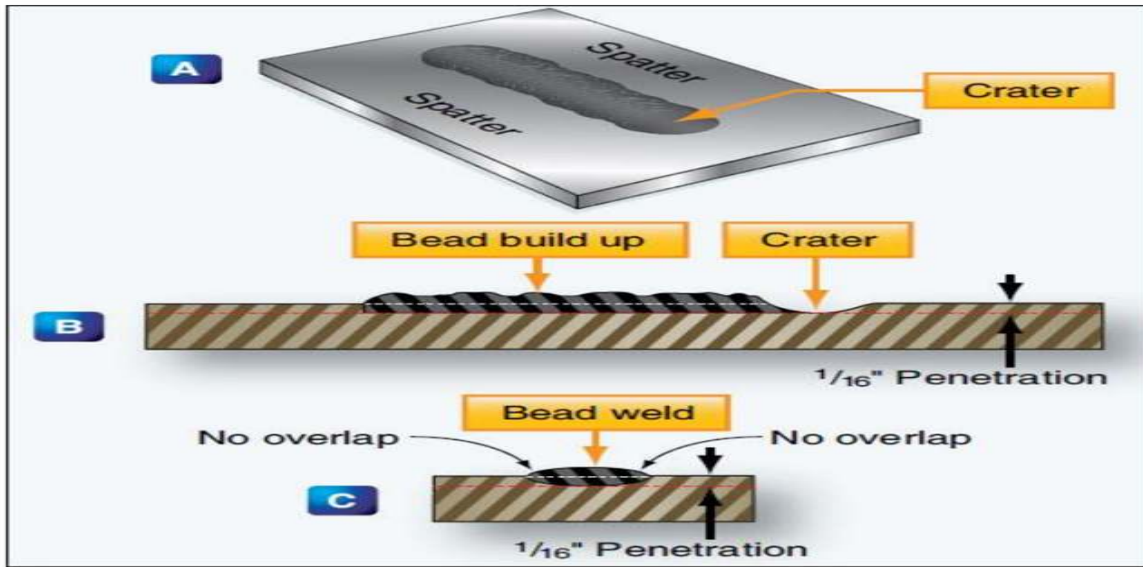 A
Spatter
Spatter
Crater
Bead build up
Crater
B
1/16" Penetration
Bead weld
No overlap
No overlap
C
1/16" Penetration